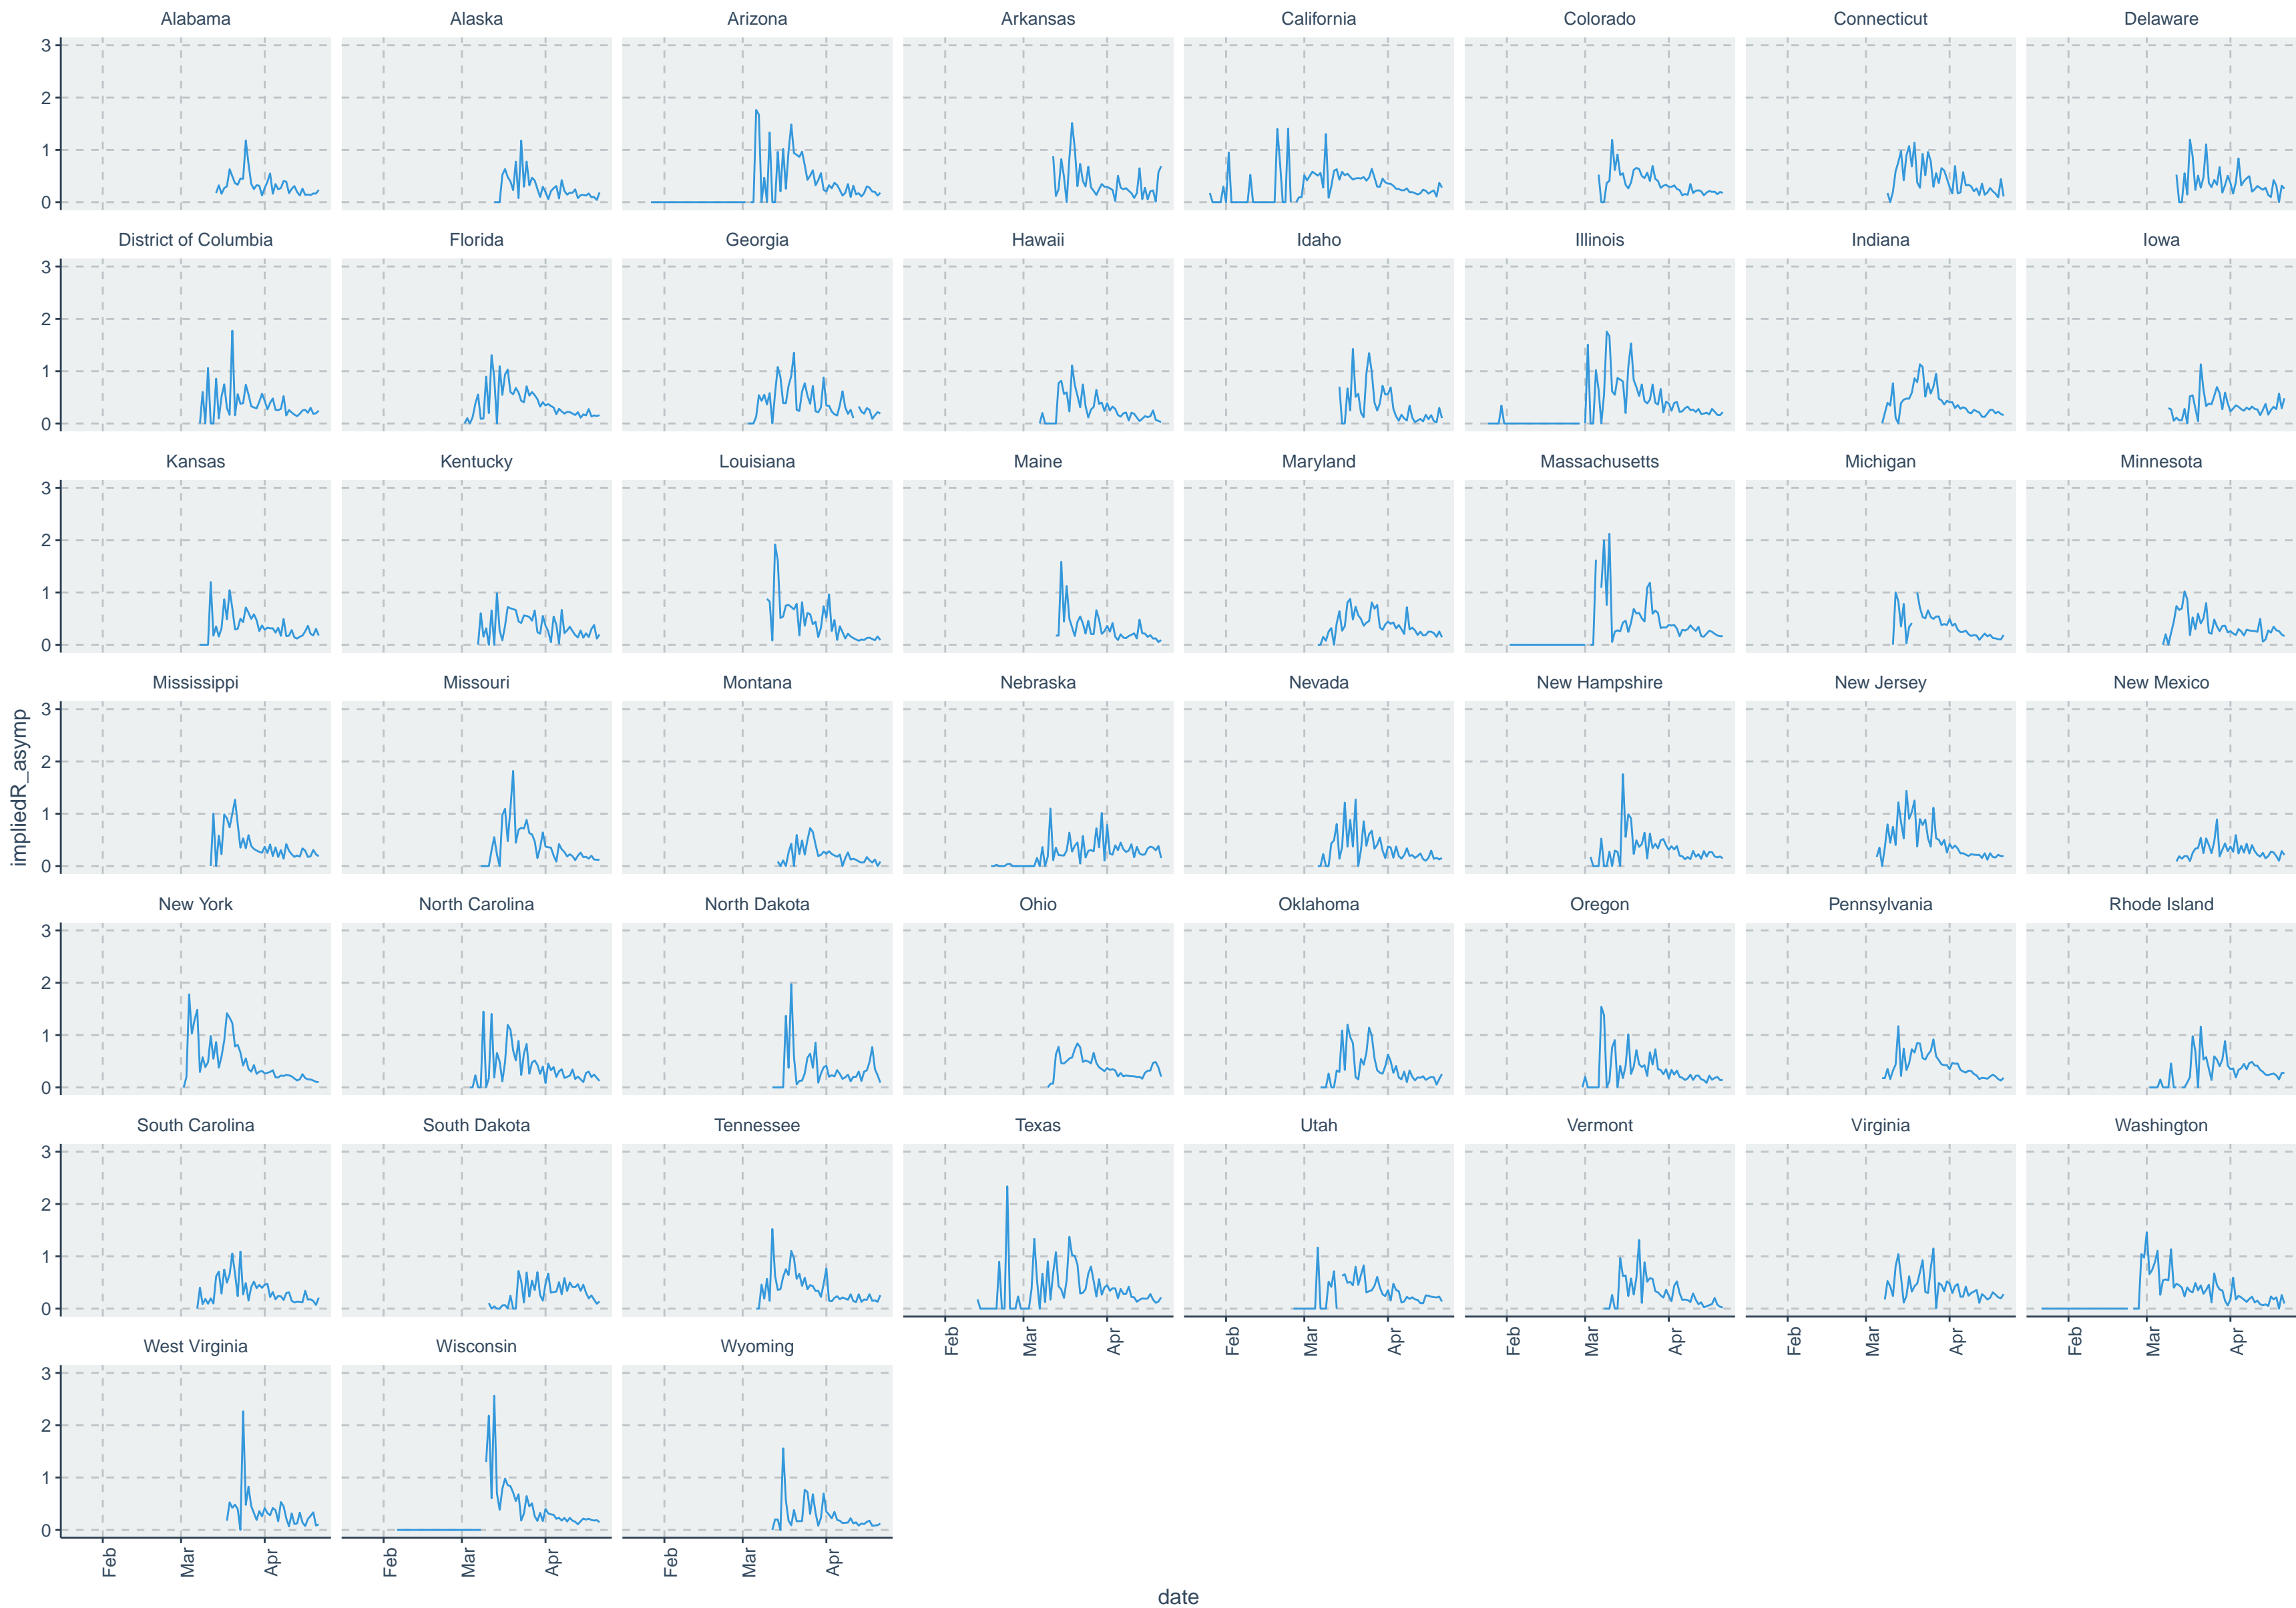 Alabama Alaska Arizona Arkansas California Colorado Connecticut Delaware
3
2
1
0
District of Columbia Florida Georgia Hawaii Idaho Illinois Indiana Iowa
3
2
1
0
Kansas Kentucky Louisiana Maine Maryland Massachusetts Michigan Minnesota
3
2
1
0
Mississippi Missouri Montana Nebraska Nevada New Hampshire New Jersey New Mexico
3
2
1
0
impliedR_asymp
New York North Carolina North Dakota Ohio Oklahoma Oregon Pennsylvania Rhode Island
3
2
1
0
South Carolina South Dakota Tennessee Texas Utah Vermont Virginia Washington
3
2
1
0
Feb Mar Apr Feb Mar Apr Feb Mar Apr Feb Mar Apr Feb Mar Apr
West Virginia Wisconsin Wyoming
3
2
1
0
Feb Mar Apr Feb Mar Apr Feb Mar Apr
date